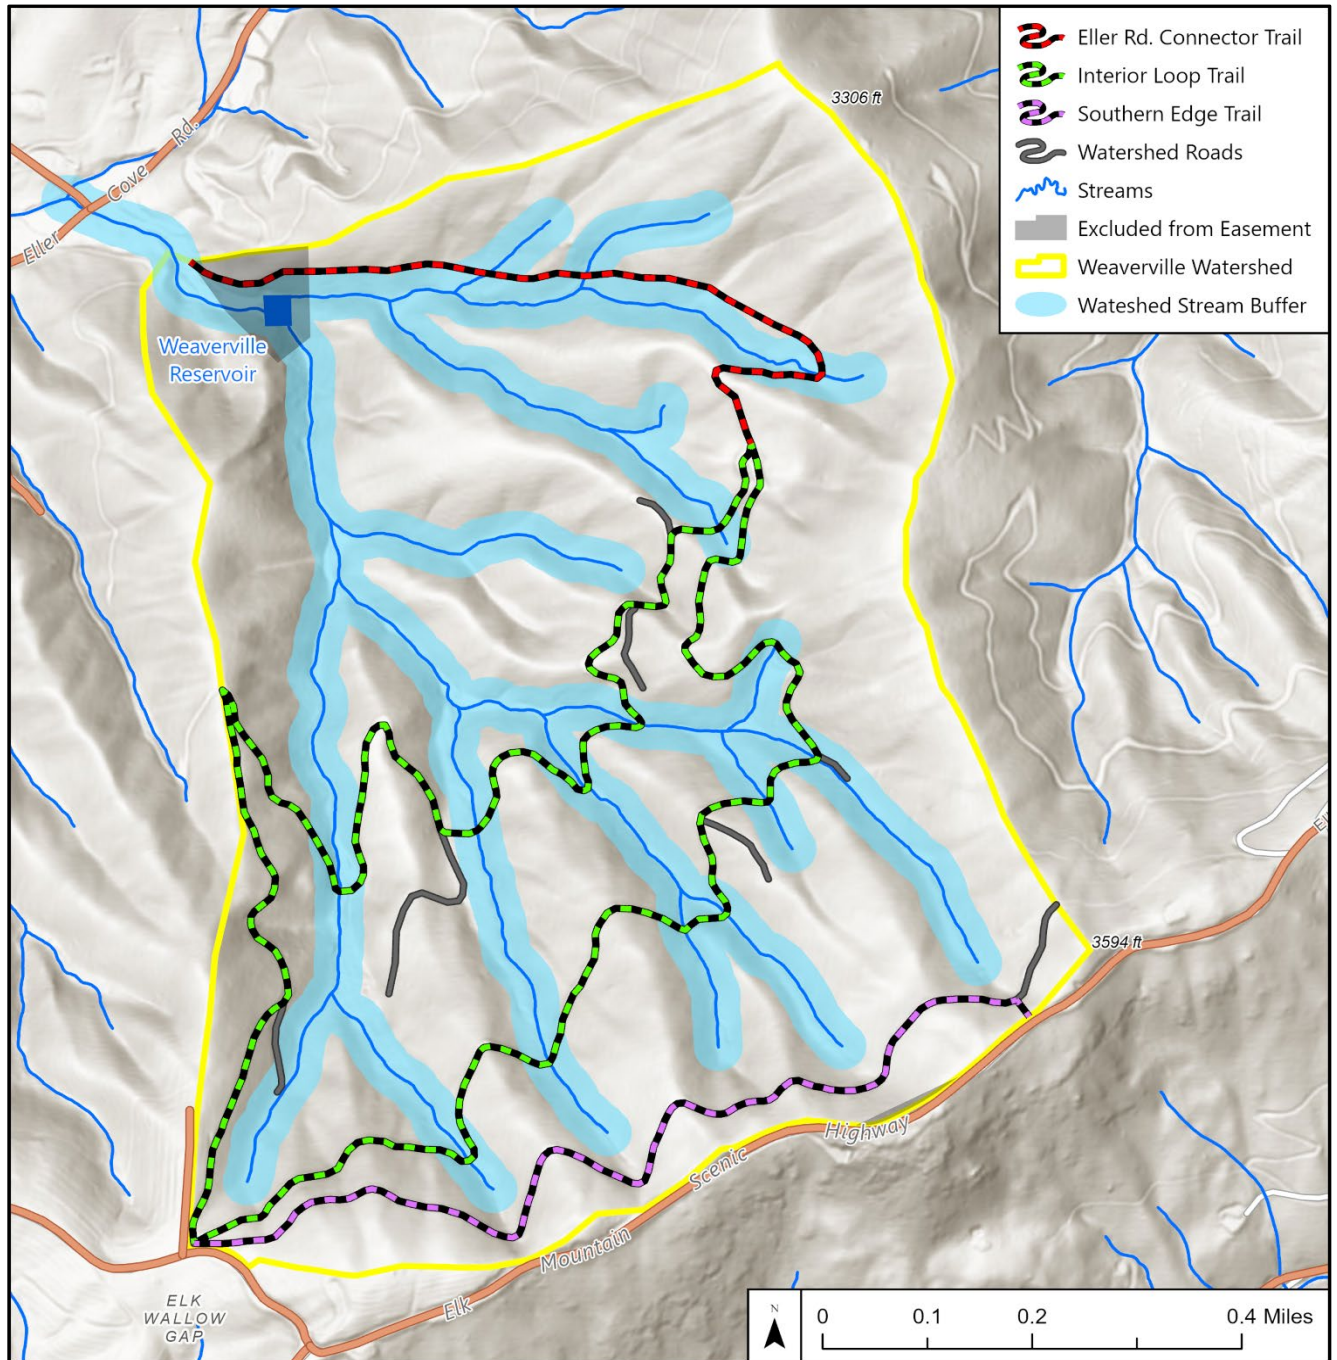 Eller Rd. Connector Trail
Interior Loop Trail
Southern Edge Trail
Watershed Roads
Streams
Excluded from Easement
Weaverville Watershed
Wateshed Stream Buffer
3306 ft
Eller Cove Rd.
Weaverville
Reservoir
3594 ft
Elk Mountain Scenic Highway
ELK
WALLOW
GAP
N
0 0.1 0.2 0.4 Miles